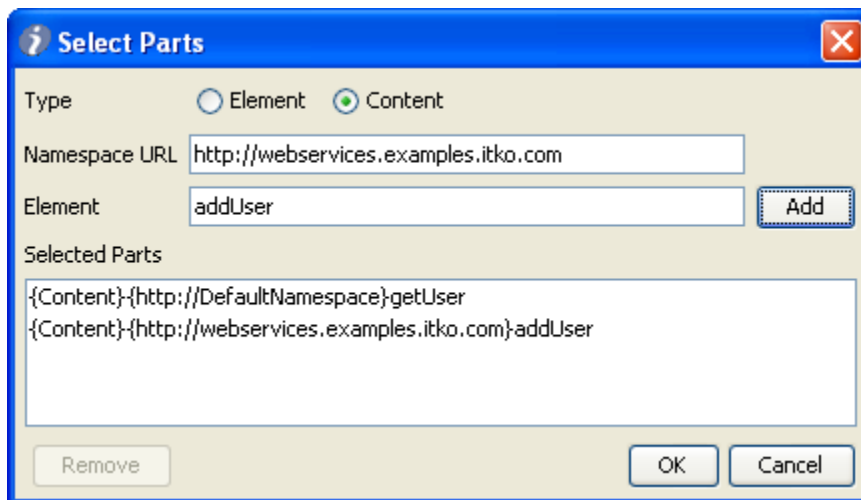 Select Parts
Type Element Content
Namespace URL http://webservices.examples.itko.com
Element addUser Add
Selected Parts
{Content}{http://DefaultNamespace}getUser
{Content}{http://webservices.examples.itko.com}addUser
Remove OK Cancel